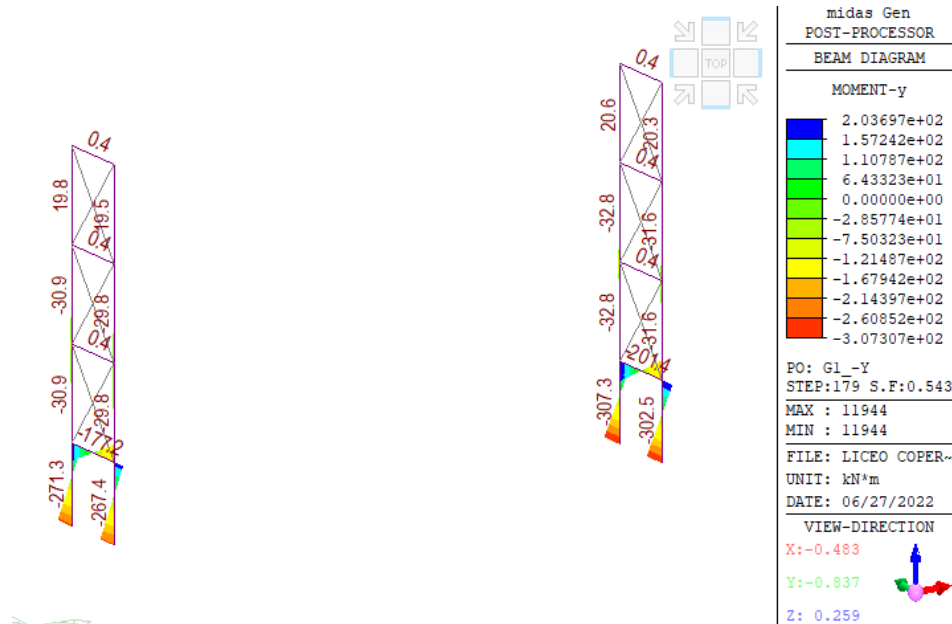 midas Gen
POST-PROCESSOR
BEAM DIAGRAM
MOMENT-y
2.03697e+02
1.57242e+02
1.10787e+02
6.43323e+01
0.00000e+00
-2.85774e+01
-7.50323e+01
-1.21487e+02
-1.67942e+02
-2.14397e+02
-2.60852e+02
-3.07307e+02
PO: G1_-Y
STEP:179 S.F:0.543
MAX : 11944
MIN : 11944
FILE: LICEO COPER~
UNIT: kN*m
DATE: 06/27/2022
VIEW-DIRECTION
X:-0.483
Y:-0.837
Z: 0.259
TOP
0.4
19.8
19.5
0.4
-30.9
-29.8
0.4
-30.9
-29.8
-177.2
-271.3
-267.4
0.4
20.6
20.3
0.4
-32.8
-31.6
0.4
-32.8
-31.6
-201.4
-307.3
-302.5